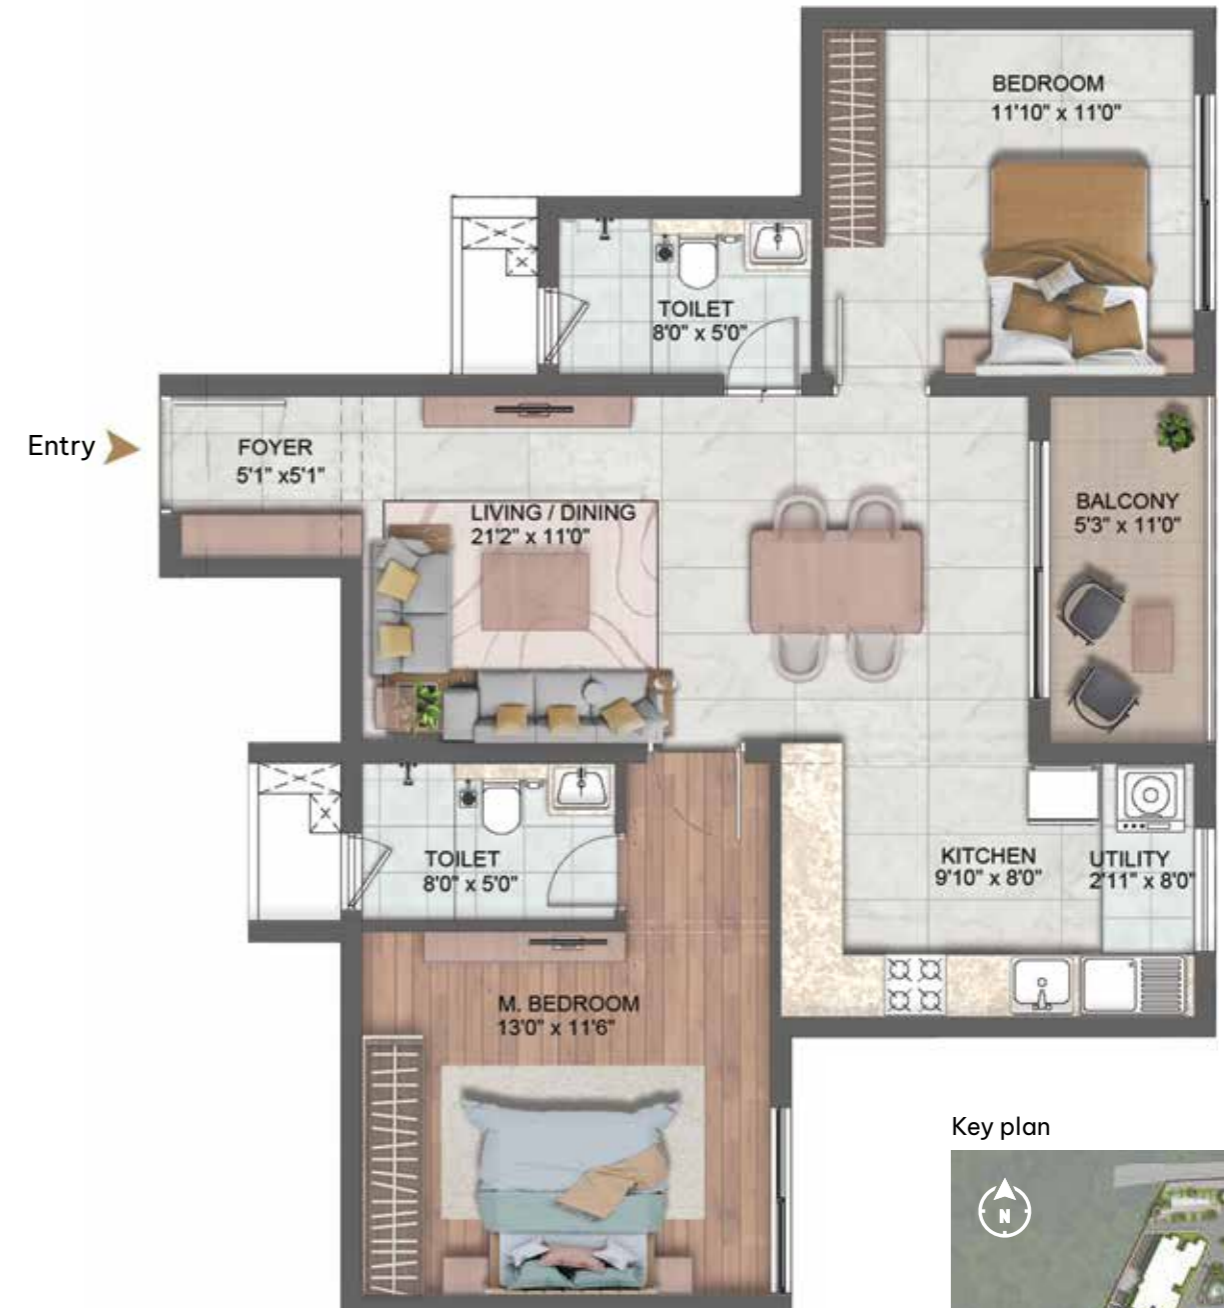 BEDROOM
11'10" x 11'0"
TOILET
8'0" x 5'0"
Entry
FOYER
5'1" x5'1"
LIVING / DINING
21'2" x 11'0"
BALCONY
5'3" x 11'0"
TOILET
8'0" x 5'0"
KITCHEN
9'10" x 8'0"
UTILITY
2'11" x 8'0"
M. BEDROOM
13'0" x 11'6"
Key plan
N